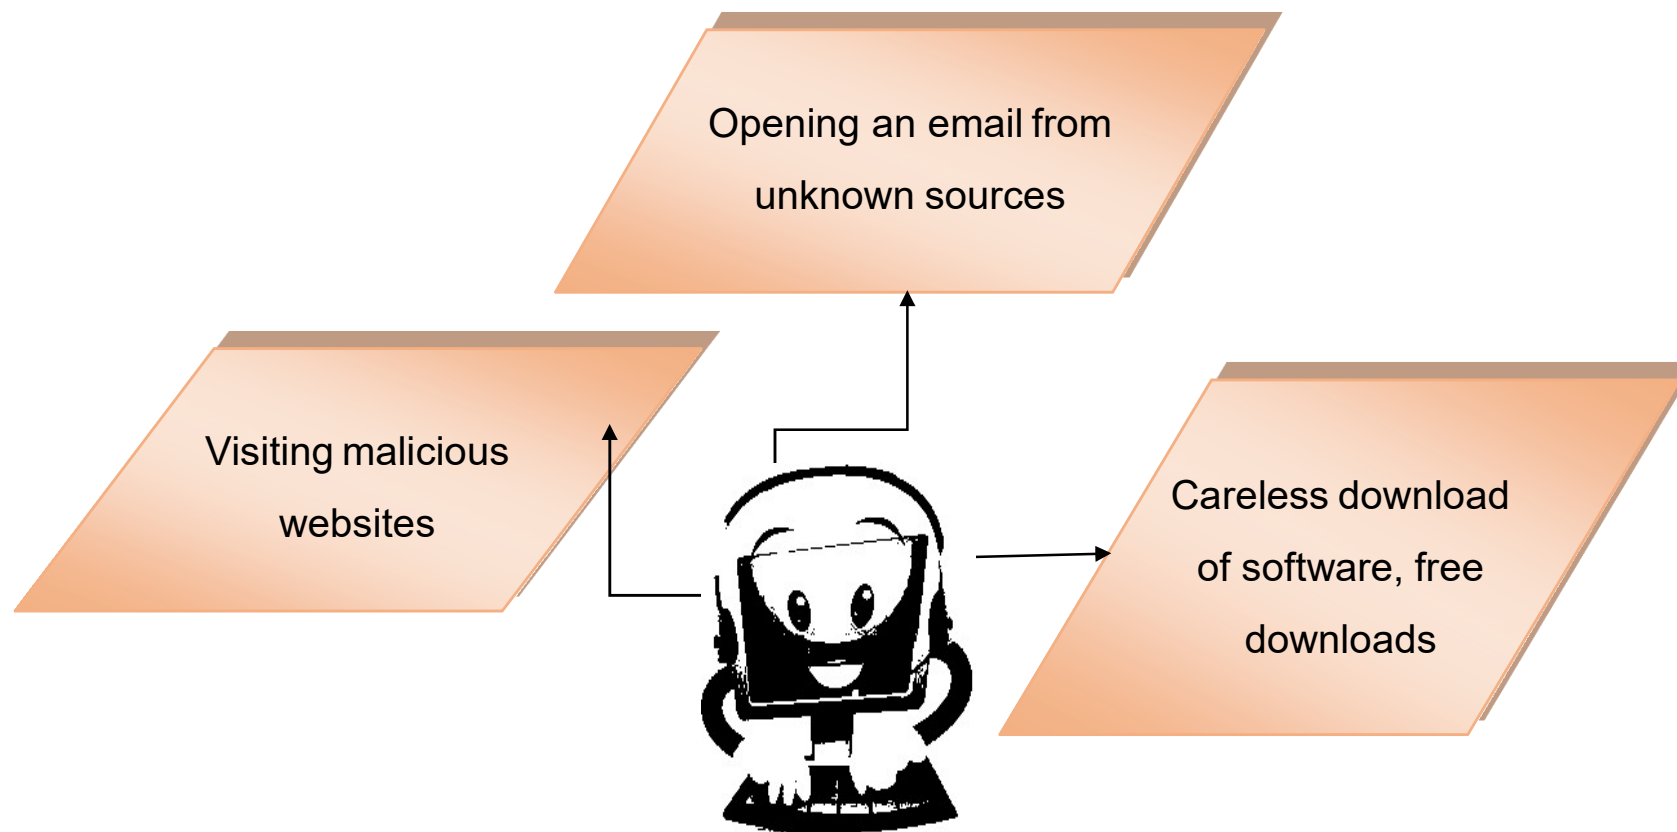 Opening an email from
unknown sources
Visiting malicious
websites
Careless download
of software, free
downloads